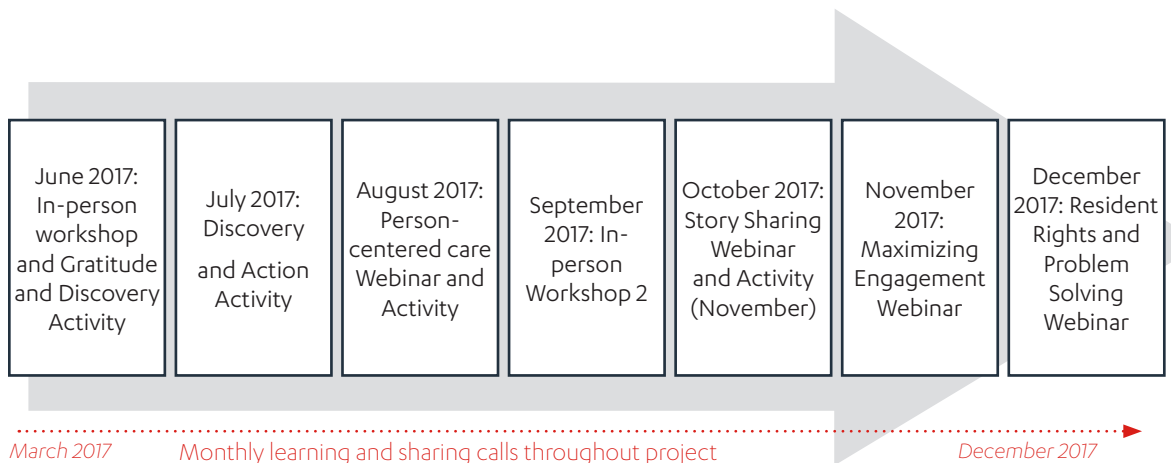 June 2017:
In-person
workshop
and Gratitude
and Discovery
Activity
July 2017:
Discovery
and Action
Activity
August 2017:
Person-
centered care
Webinar and
Activity
September
2017: In-
person
Workshop 2
October 2017:
Story Sharing
Webinar
and Activity
(November)
November
2017:
Maximizing
Engagement
Webinar
December
2017: Resident
Rights and
Problem
Solving
Webinar
March 2017
Monthly learning and sharing calls throughout project
December 2017